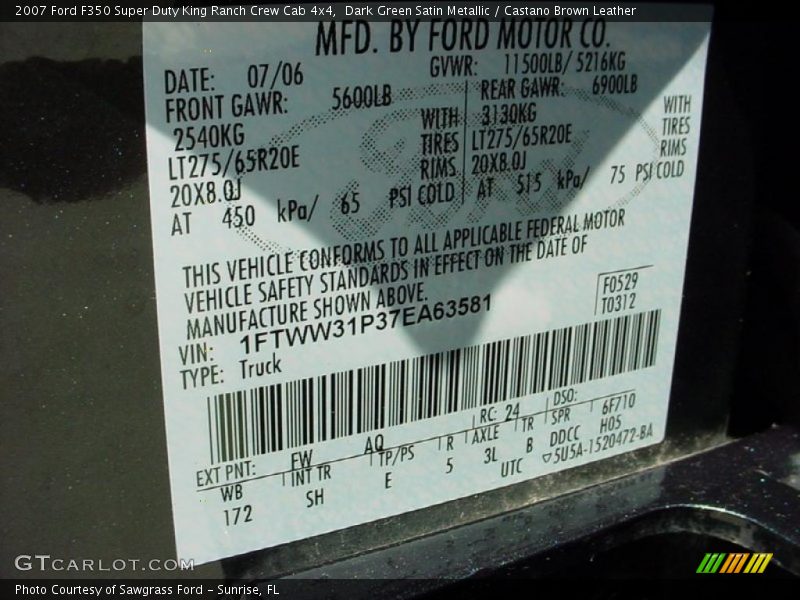 2007 Ford F350 Super Duty King Ranch Crew Cab 4x4, Dark Green Satin Metallic / Castano Brown Leather
MFD. BY FORD MOTOR CO.
DATE: 07/06 GVWR: 11500LB/ 5216KG
FRONT GAWR: 5600LB REAR GAWR: 6900LB
2540KG WITH 3130KG WITH
LT275/65R20E TIRES LT275/65R20E TIRES
20X8.0J RIMS 20X8.0J RIMS
AT 450 kPa/ 65 PSI COLD AT 515 kPa/ 75 PSI COLD
THIS VEHICLE CONFORMS TO ALL APPLICABLE FEDERAL MOTOR
VEHICLE SAFETY STANDARDS IN EFFECT ON THE DATE OF
MANUFACTURE SHOWN ABOVE.
F0529
T0312
VIN: 1FTWW31P37EA63581
TYPE: Truck
EXT PNT: FW AQ RC: 24 DSO:
WB INT TR TP/PS R AXLE TR SPR 6F710
172 SH E 5 3L B DDCC H05
UTC ▽5U5A-1520472-BA
GTCARLOT.COM
Photo Courtesy of Sawgrass Ford - Sunrise, FL